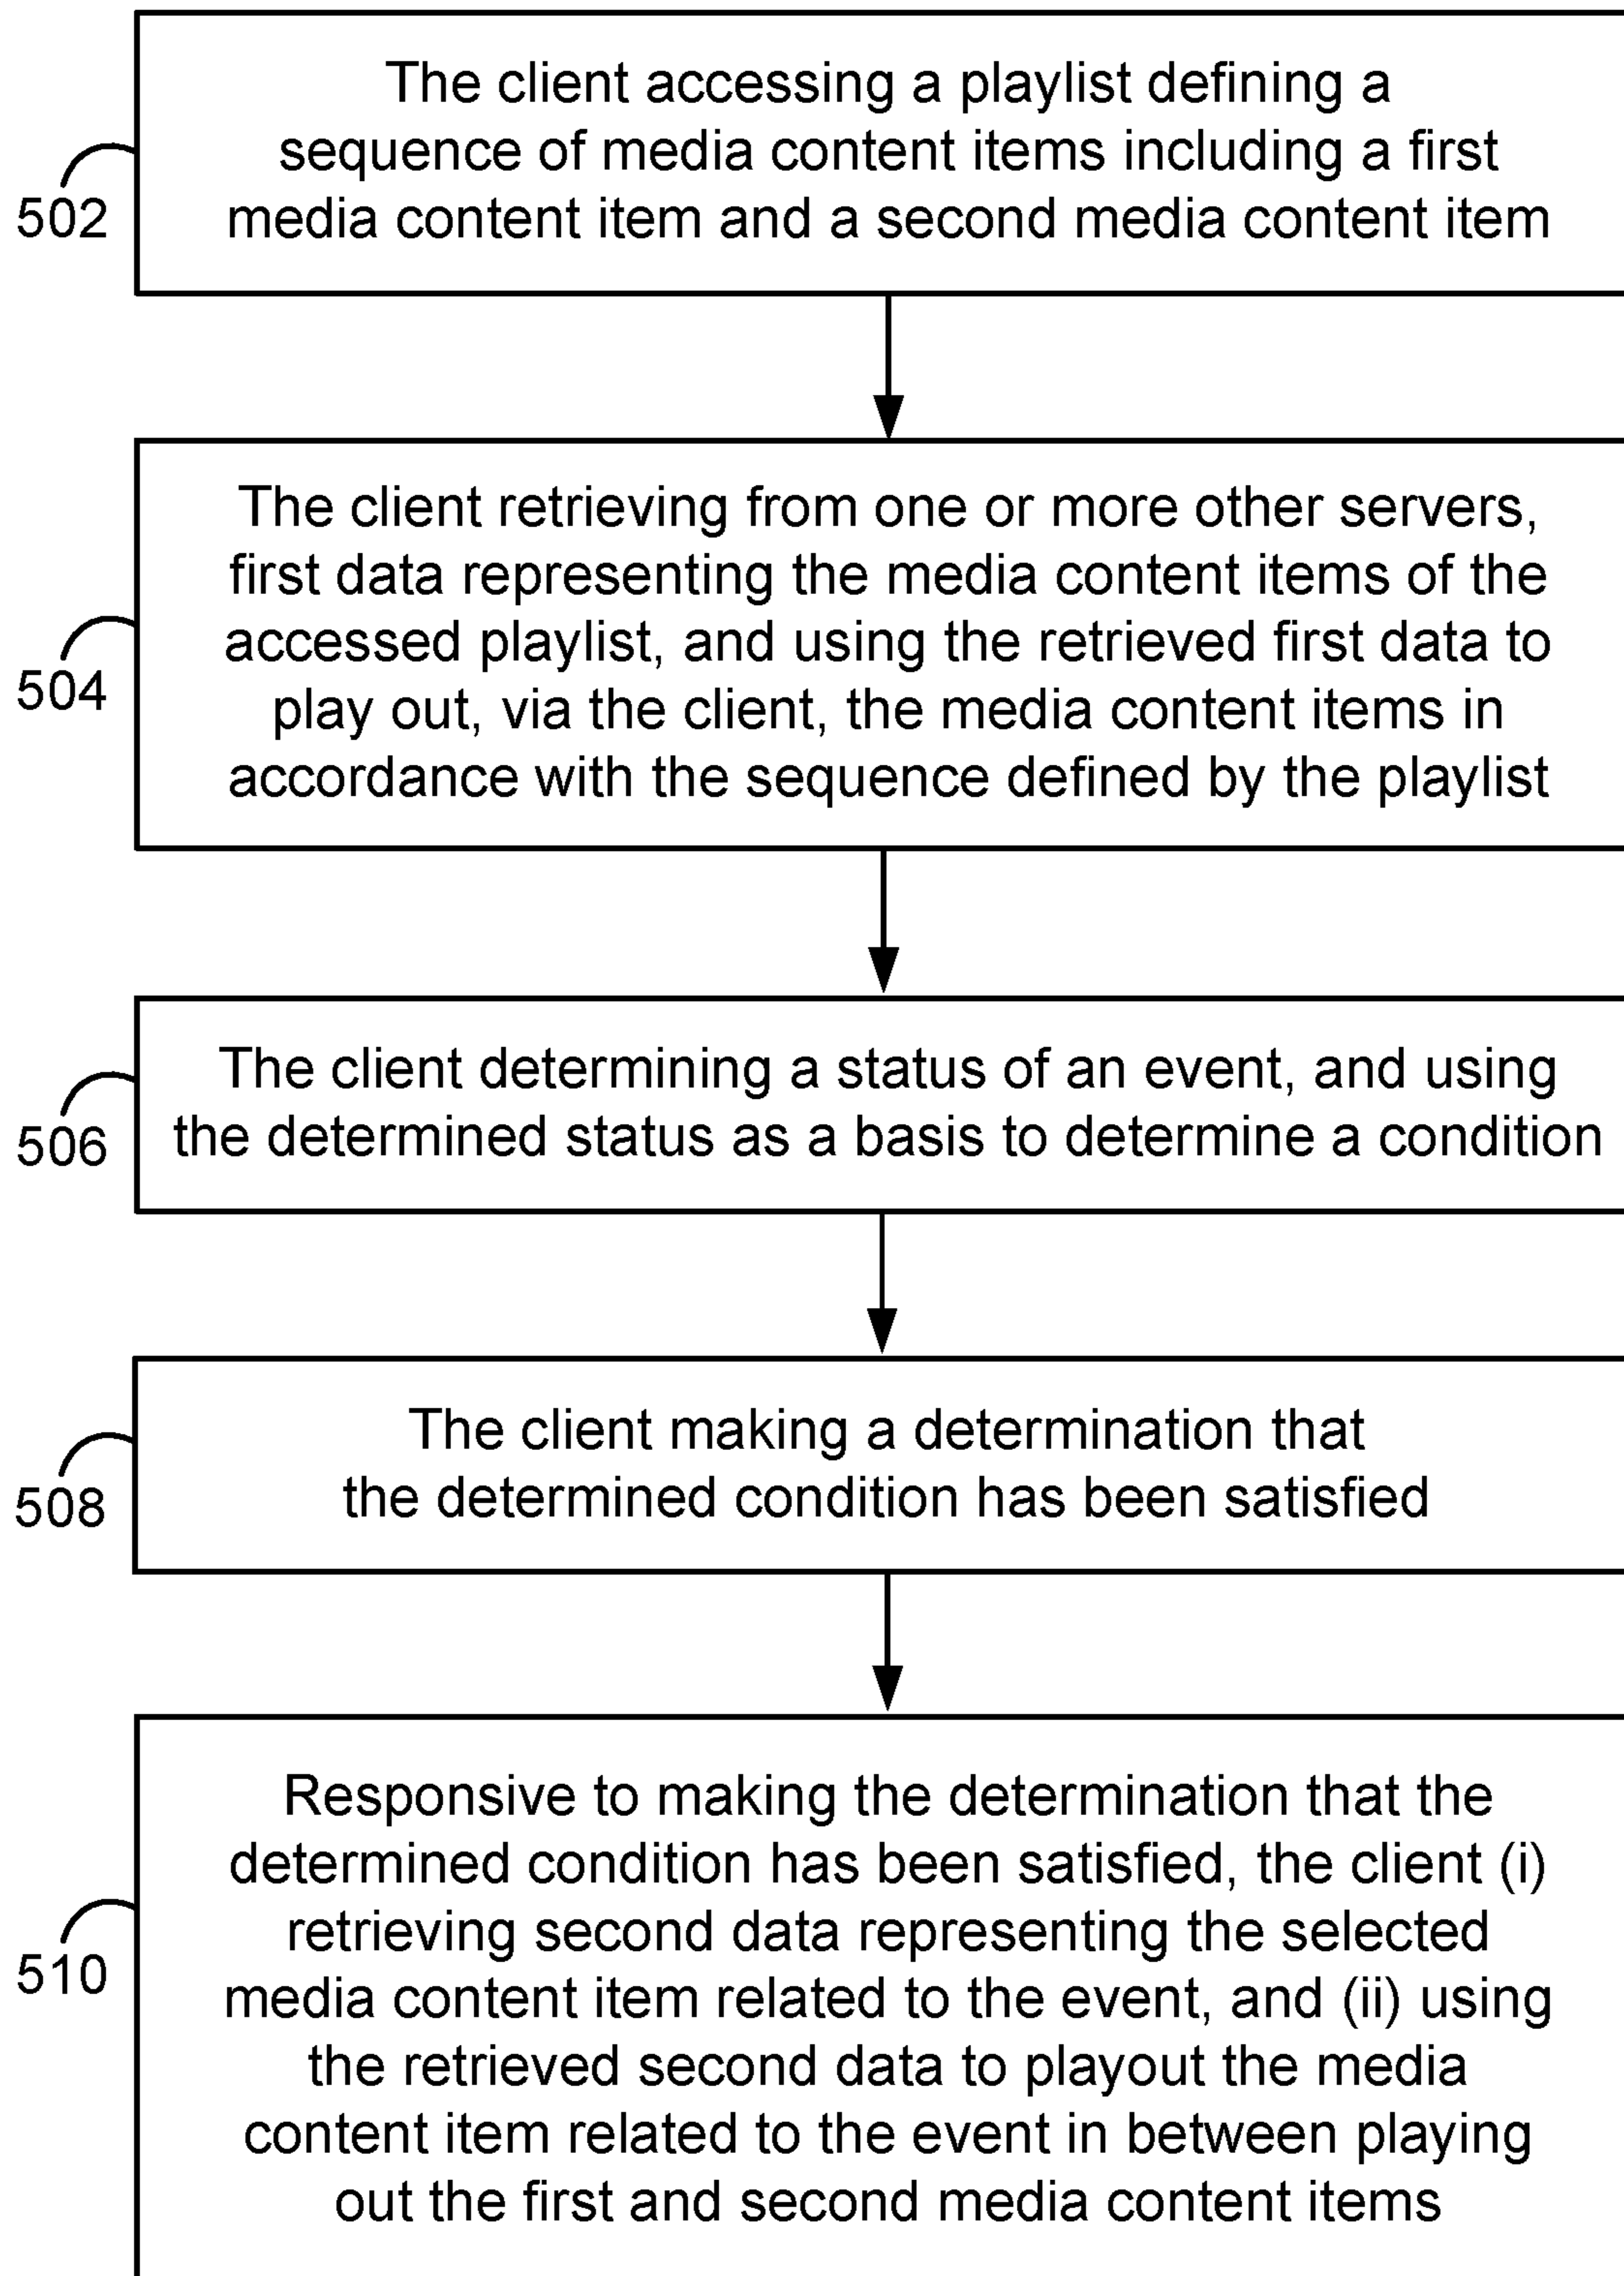 The client accessing a playlist defining a
sequence of media content items including a first
media content item and a second media content item
502
The client retrieving from one or more other servers,
first data representing the media content items of the
accessed playlist, and using the retrieved first data to
play out, via the client, the media content items in
accordance with the sequence defined by the playlist
504
The client determining a status of an event, and using
the determined status as a basis to determine a condition
506
The client making a determination that
the determined condition has been satisfied
508
Responsive to making the determination that the
determined condition has been satisfied, the client (i)
retrieving second data representing the selected
media content item related to the event, and (ii) using
the retrieved second data to playout the media
content item related to the event in between playing
out the first and second media content items
510